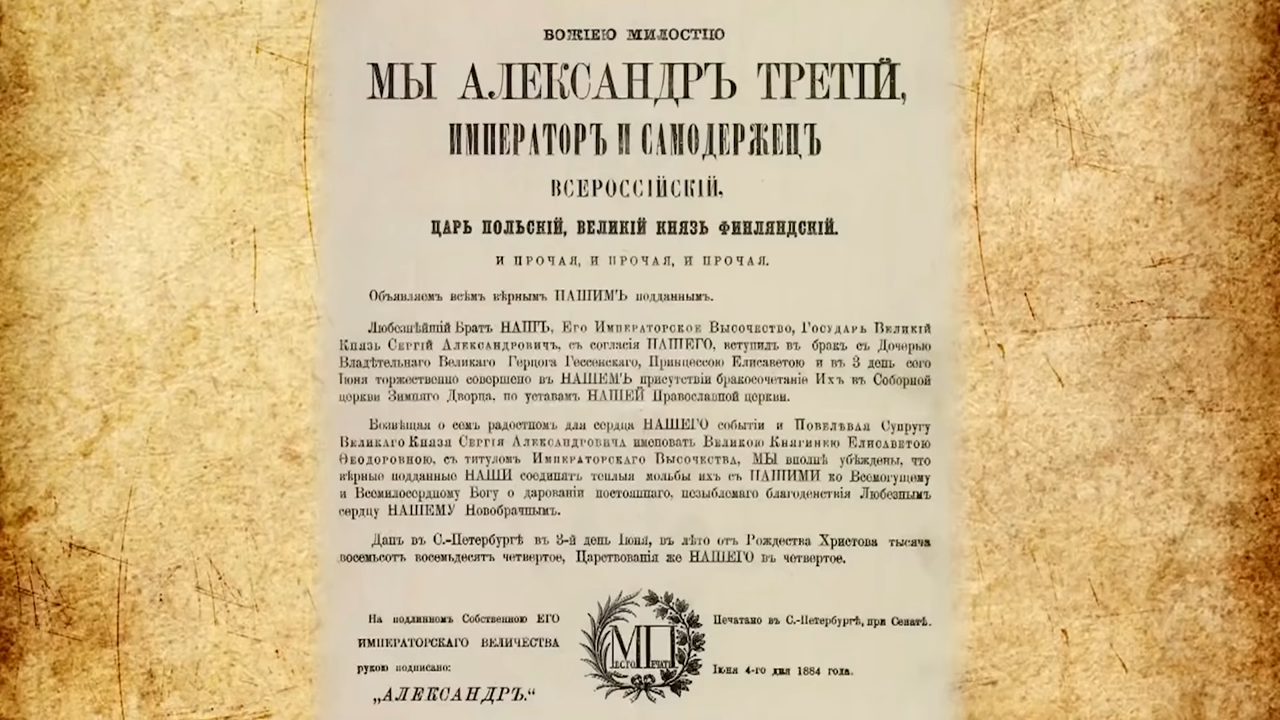 БОЖІЕЮ МИЛОСТІЮ
МЫ АЛЕКСАНДРЪ ТРЕТІЙ,
ИМПЕРАТОРЪ И САМОДЕРЖЕЦЪ
ВСЕРОССІЙСКІЙ,
ЦАРЬ ПОЛЬСКІЙ, ВЕЛИКІЙ КНЯЗЬ ФИНЛЯНДСКІЙ.
И ПРОЧАЯ, И ПРОЧАЯ, И ПРОЧАЯ.
Объявляемъ всѣмъ вѣрнымъ НАШИМЪ подданнымъ.
Любезнѣйшій Братъ НАШЪ, Его Императорское Высочество, Государь Великій
Князь Сергій Александровичъ, съ согласія НАШЕГО, вступилъ въ бракъ съ Дочерью
Владѣтельнаго Великаго Герцога Гессенскаго, Принцессою Елисаветою и въ 3 день сего
Іюня торжественно совершено въ НАШЕМЪ присутствіи бракосочетаніе Ихъ въ Соборной
церкви Зимняго Дворца, по уставамъ НАШЕЙ Православной церкви.
Возвѣщая о семъ радостномъ для сердца НАШЕГО событіи и Повелѣвая Супругу
Великаго Князя Сергія Александровича именовать Великою Княгинею Елисаветою
Ѳеодоровною, съ титуломъ Императорскаго Высочества, МЫ вполнѣ убѣждены, что
вѣрные подданные НАШИ соединятъ теплыя мольбы ихъ съ НАШИМИ ко Всемогущему
и Всемилосердному Богу о дарованіи постояннаго, незыблемаго благоденствія Любезнымъ
сердцу НАШЕМУ Новобрачнымъ.
Данъ въ С.-Петербургѣ въ 3-й день Іюня, въ лѣто отъ Рождества Христова тысяча
восемьсотъ восемьдесятъ четвертое, Царствованія же НАШЕГО въ четвертое.
На подлинномъ Собственною ЕГО
ИМПЕРАТОРСКАГО ВЕЛИЧЕСТВА
рукою подписано:
„АЛЕКСАНДРЪ.“
МѢСТО ПЕЧАТИ
Печатано въ С.-Петербургѣ, при Сенатѣ.
Іюня 4-го дня 1884 года.